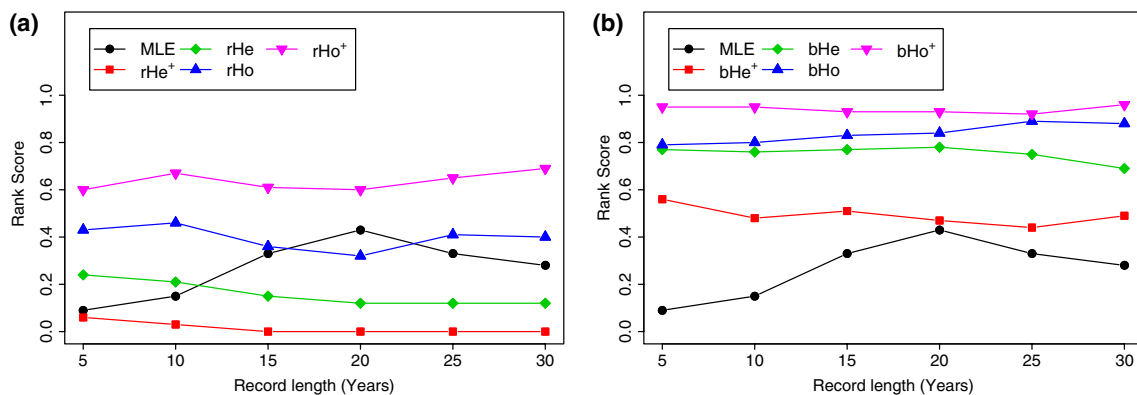 (a)
MLE rHe rHo⁺
rHe⁺ rHo
Rank Score
1.0
0.8
0.6
0.4
0.2
0.0
5 10 15 20 25 30
Record length (Years)
(b)
MLE bHe bHo⁺
bHe⁺ bHo
Rank Score
1.0
0.8
0.6
0.4
0.2
0.0
5 10 15 20 25 30
Record length (Years)